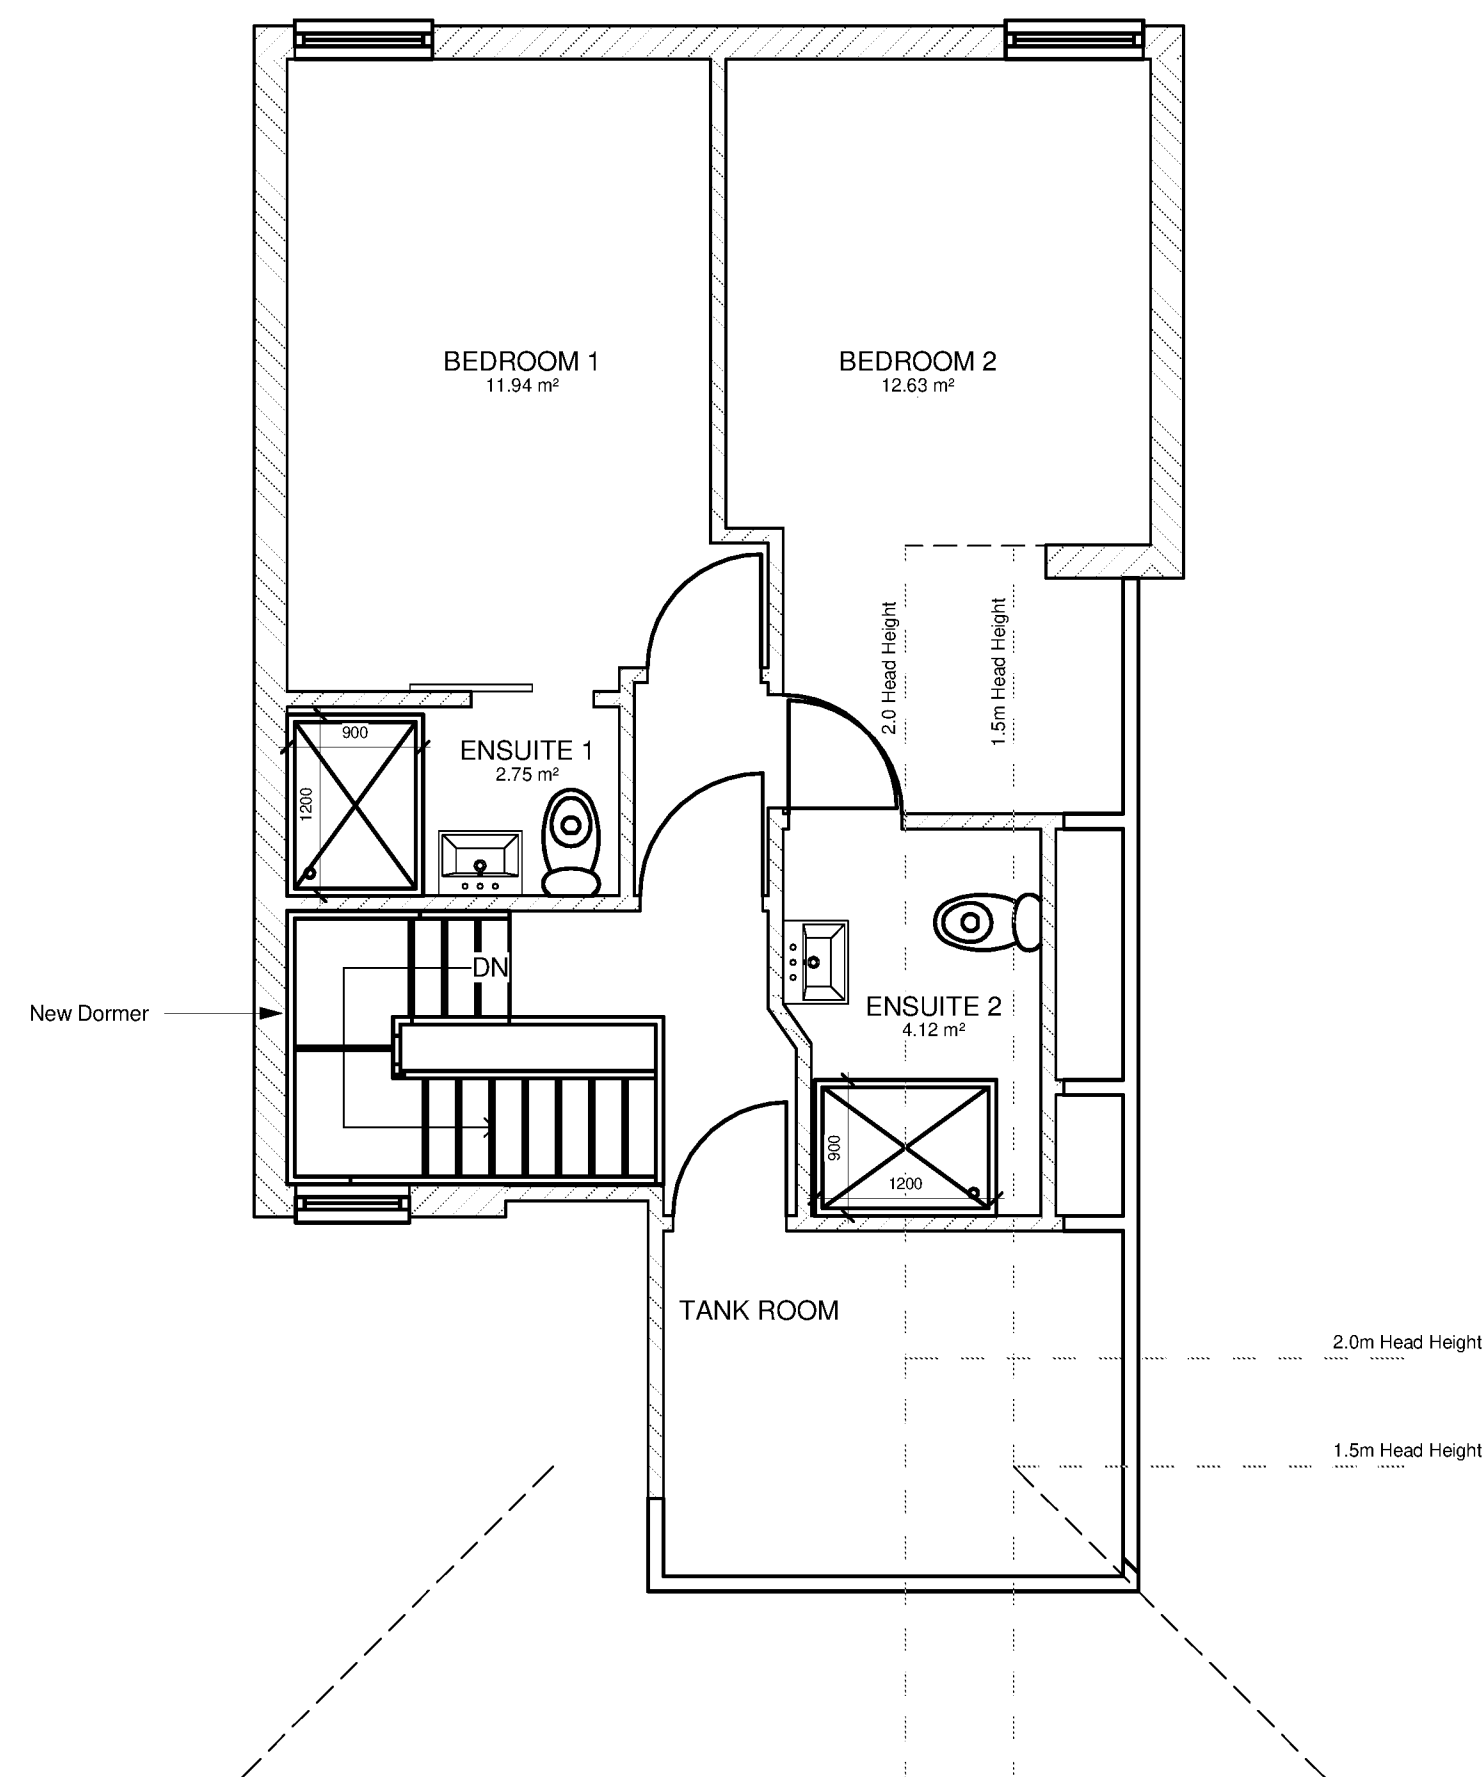 BEDROOM 1
11.94 m²
BEDROOM 2
12.63 m²
2.0 Head Height
1.5m Head Height
900
1200
ENSUITE 1
2.75 m²
DN
New Dormer
ENSUITE 2
4.12 m²
900
1200
TANK ROOM
2.0m Head Height
1.5m Head Height